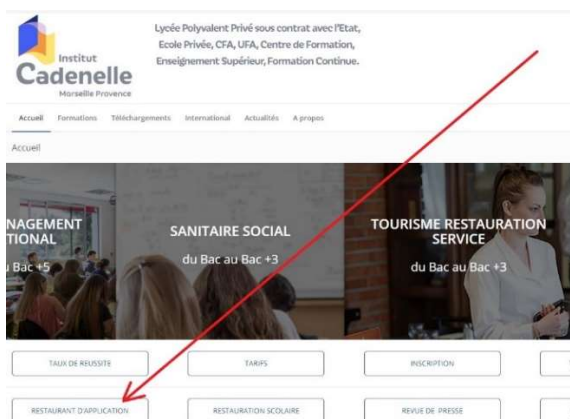 Lycée Polyvalent Privé sous contrat avec l'Etat,
Ecole Privée, CFA, UFA, Centre de Formation,
Enseignement Supérieur, Formation Continue.
Institut
Cadenelle
Marseille Provence
Accueil Formations Téléchargements International Actualités A propos
Accueil
NAGEMENT
TIONAL
u Bac +5
SANITAIRE SOCIAL
du Bac au Bac +3
TOURISME RESTAURATION
SERVICE
du Bac au Bac +3
TAUX DE REUSSITE TARIFS INSCRIPTION
RESTAURANT D'APPLICATION RESTAURATION SCOLAIRE REVUE DE PRESSE